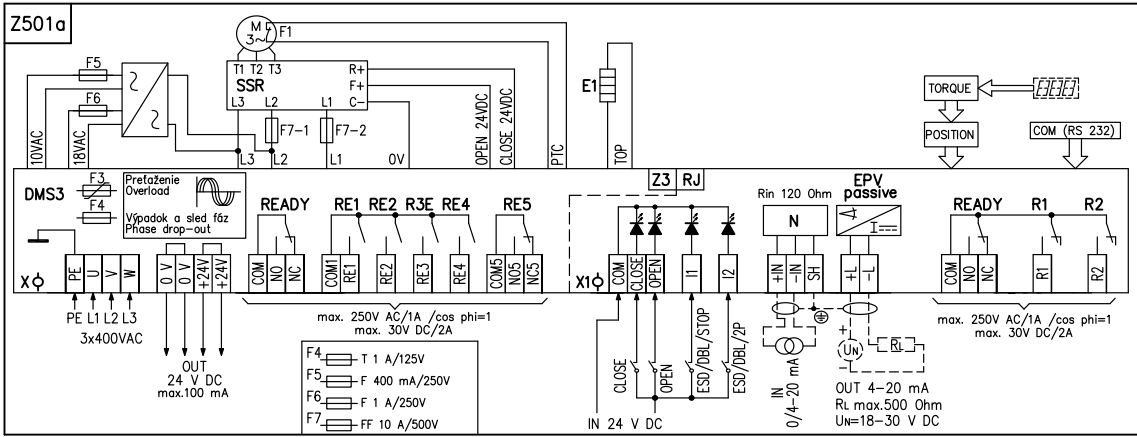 Z501a
M
3~
F1
F5
F6
T1 T2 T3
SSR
R+
F+
C-
L3 L2 L1
F7-1
F7-2
10VAC
18VAC
L3 L2 L1 0V
OPEN 24VDC
CLOSE 24VDC
PTC
E1
TOP
TORQUE
POSITION
COM (RS 232)
DMS3
F3
F4
Preťaženie
Overload
Výpadok a sled fáz
Phase drop-out
READY
RE1 RE2 R3E RE4
RE5
Z3 RJ
Rin 120 Ohm
N
EPV
passive
READY R1 R2
X
PE U V W
0 V 0 V +24V +24V
COM NO NC
COM1 RE1 RE2 RE3 RE4
COM5 NO5 NC5
X1
COM CLOSE OPEN I1 I2
+IN -IN SH
+L -L
COM NO NC R1 R2
PE L1 L2 L3
3x400VAC
OUT
24 V DC
max.100 mA
max. 250V AC/1A /cos phi=1
max. 30V DC/2A
F4 T 1 A/125V
F5 F 400 mA/250V
F6 F 1 A/250V
F7 FF 10 A/500V
CLOSE
OPEN
ESD/DBL/STOP
ESD/DBL/2P
IN 24 V DC
IN
0/4-20 mA
+
UN
-
RL
OUT 4-20 mA
RL max.500 Ohm
UN=18-30 V DC
max. 250V AC/1A /cos phi=1
max. 30V DC/2A